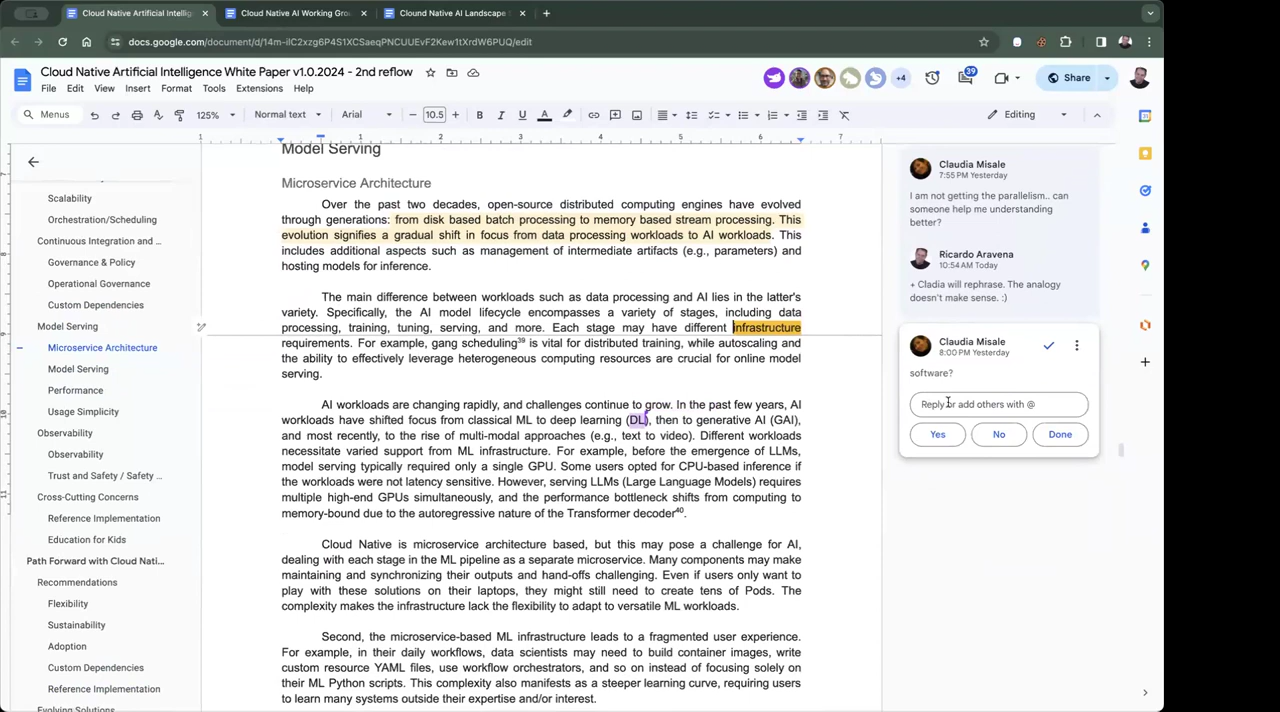 Cloud Native Artificial Intellig
Cloud Native AI Working Gro
Clound Native AI Landscape
docs.google.com/document/d/14m-ilC2xzg6P4S1XCSaeqPNCUUEvF2Kew1tXrdW6PUQ/edit
Cloud Native Artificial Intelligence White Paper v1.0.2024 - 2nd reflow
File Edit View Insert Format Tools Extensions Help
+4
39
Share
Menus
125%
Normal text
Arial
10.5
Editing
1 1 2 3 4 5 6 7
Scalability
Orchestration/Scheduling
Continuous Integration and ...
Governance & Policy
Operational Governance
Custom Dependencies
Model Serving
Microservice Architecture
Model Serving
Performance
Usage Simplicity
Observability
Observability
Trust and Safety / Safety ...
Cross-Cutting Concerns
Reference Implementation
Education for Kids
Path Forward with Cloud Nati...
Recommendations
Flexibility
Sustainability
Adoption
Custom Dependencies
Reference Implementation
Evolving Solutions
Model Serving
Microservice Architecture
Over the past two decades, open-source distributed computing engines have evolved
through generations: from disk based batch processing to memory based stream processing. This
evolution signifies a gradual shift in focus from data processing workloads to AI workloads. This
includes additional aspects such as management of intermediate artifacts (e.g., parameters) and
hosting models for inference.
The main difference between workloads such as data processing and AI lies in the latter's
variety. Specifically, the AI model lifecycle encompasses a variety of stages, including data
processing, training, tuning, serving, and more. Each stage may have different infrastructure
requirements. For example, gang scheduling39 is vital for distributed training, while autoscaling and
the ability to effectively leverage heterogeneous computing resources are crucial for online model
serving.
AI workloads are changing rapidly, and challenges continue to grow. In the past few years, AI
workloads have shifted focus from classical ML to deep learning (DL), then to generative AI (GAI),
and most recently, to the rise of multi-modal approaches (e.g., text to video). Different workloads
necessitate varied support from ML infrastructure. For example, before the emergence of LLMs,
model serving typically required only a single GPU. Some users opted for CPU-based inference if
the workloads were not latency sensitive. However, serving LLMs (Large Language Models) requires
multiple high-end GPUs simultaneously, and the performance bottleneck shifts from computing to
memory-bound due to the autoregressive nature of the Transformer decoder40.
Cloud Native is microservice architecture based, but this may pose a challenge for AI,
dealing with each stage in the ML pipeline as a separate microservice. Many components may make
maintaining and synchronizing their outputs and hand-offs challenging. Even if users only want to
play with these solutions on their laptops, they might still need to create tens of Pods. The
complexity makes the infrastructure lack the flexibility to adapt to versatile ML workloads.
Second, the microservice-based ML infrastructure leads to a fragmented user experience.
For example, in their daily workflows, data scientists may need to build container images, write
custom resource YAML files, use workflow orchestrators, and so on instead of focusing solely on
their ML Python scripts. This complexity also manifests as a steeper learning curve, requiring users
to learn many systems outside their expertise and/or interest.
Claudia Misale
7:55 PM Yesterday
I am not getting the parallelism.. can
someone help me understanding
better?
Ricardo Aravena
10:54 AM Today
+ Cladia will rephrase. The analogy
doesn't make sense. :)
Claudia Misale
8:00 PM Yesterday
software?
Reply or add others with @
Yes No Done